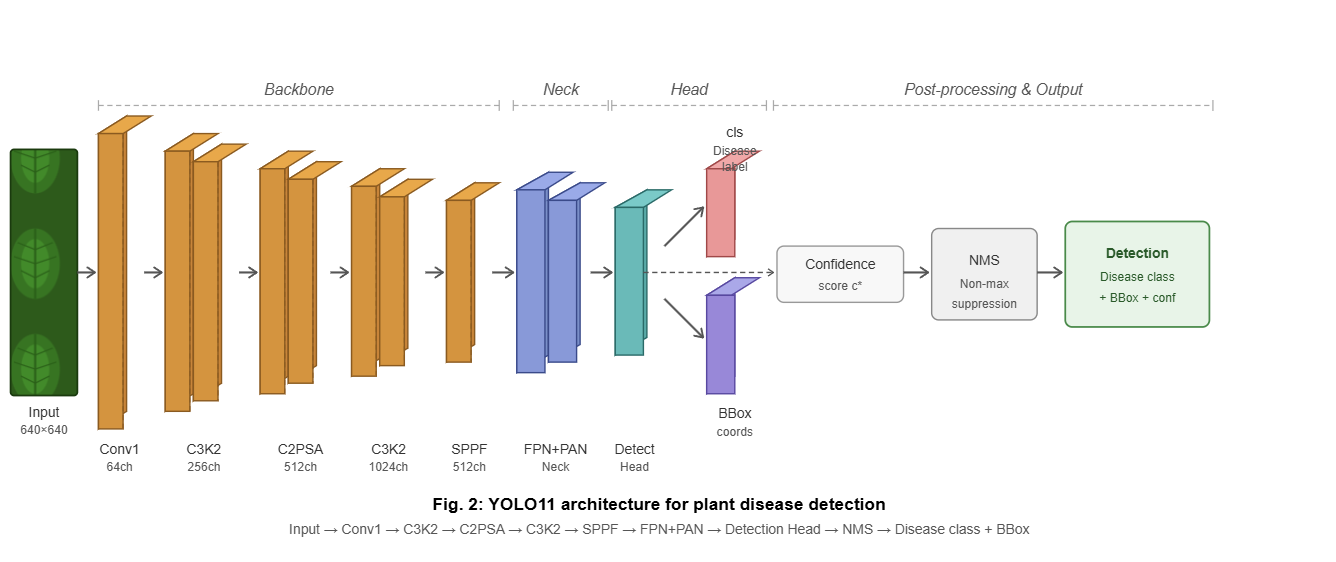 Backbone
Neck
Head
Post-processing & Output
cls
Disease
label
Confidence
score c*
NMS
Non-max
suppression
Detection
Disease class
+ BBox + conf
Input
640×640
BBox
coords
Conv1
64ch
C3K2
256ch
C2PSA
512ch
C3K2
1024ch
SPPF
512ch
FPN+PAN
Neck
Detect
Head
Fig. 2: YOLO11 architecture for plant disease detection
Input → Conv1 → C3K2 → C2PSA → C3K2 → SPPF → FPN+PAN → Detection Head → NMS → Disease class + BBox